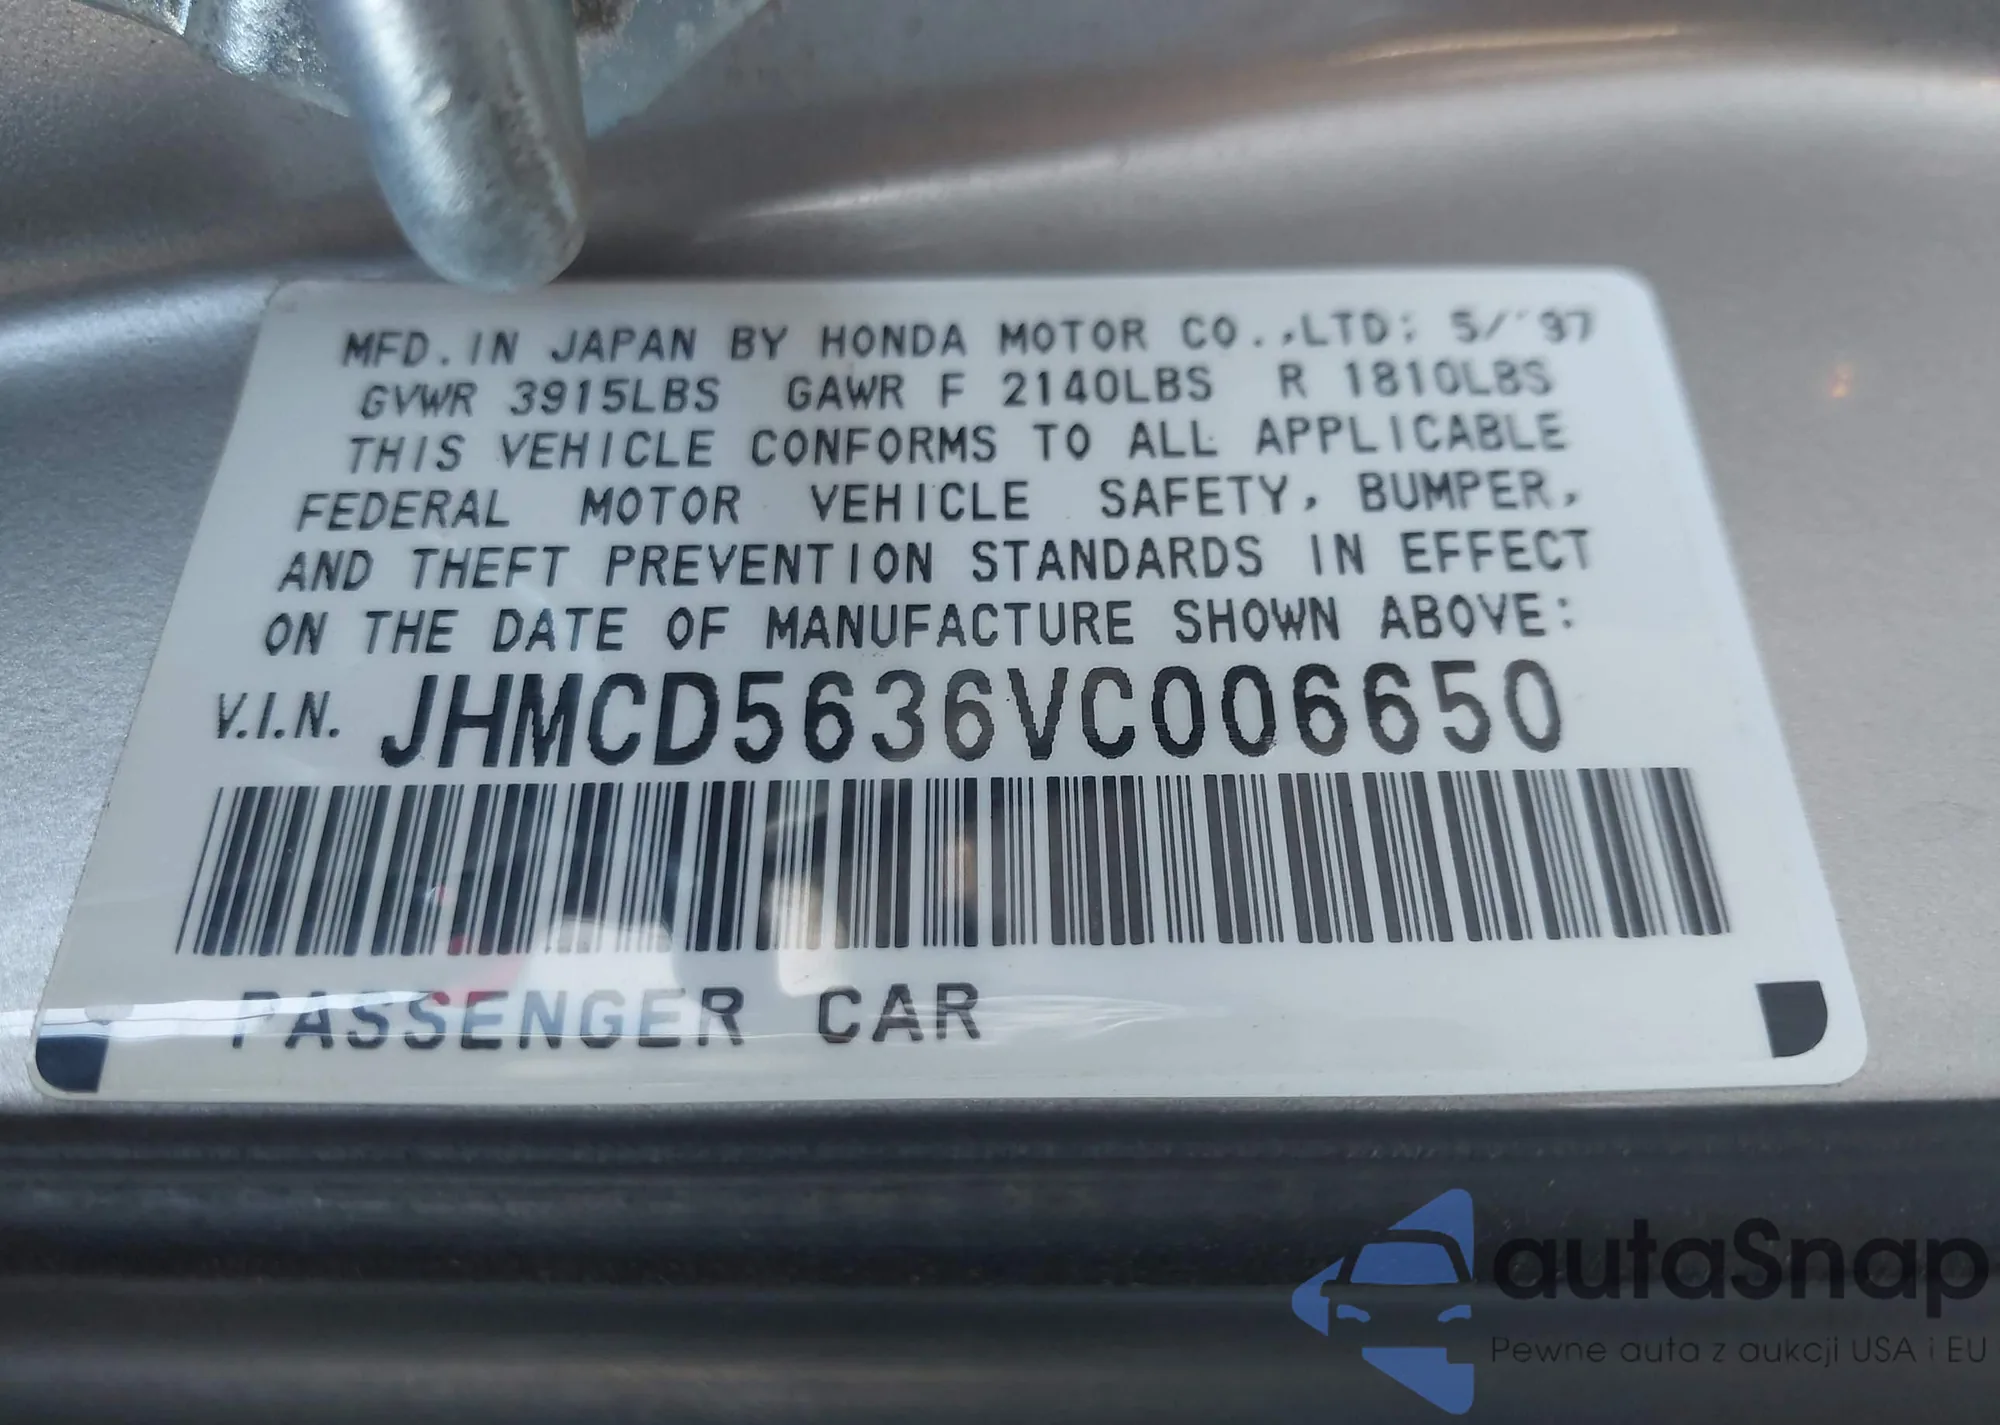 MFD. IN JAPAN BY HONDA MOTOR CO., LTD; 5/'97
GVWR 3915LBS GAWR F 2140LBS R 1810LBS
THIS VEHICLE CONFORMS TO ALL APPLICABLE
FEDERAL MOTOR VEHICLE SAFETY, BUMPER,
AND THEFT PREVENTION STANDARDS IN EFFECT
ON THE DATE OF MANUFACTURE SHOWN ABOVE:
V.I.N. JHMCD5636VC006650
PASSENGER CAR
autaSnap
Pewne auta z aukcji USA i EU